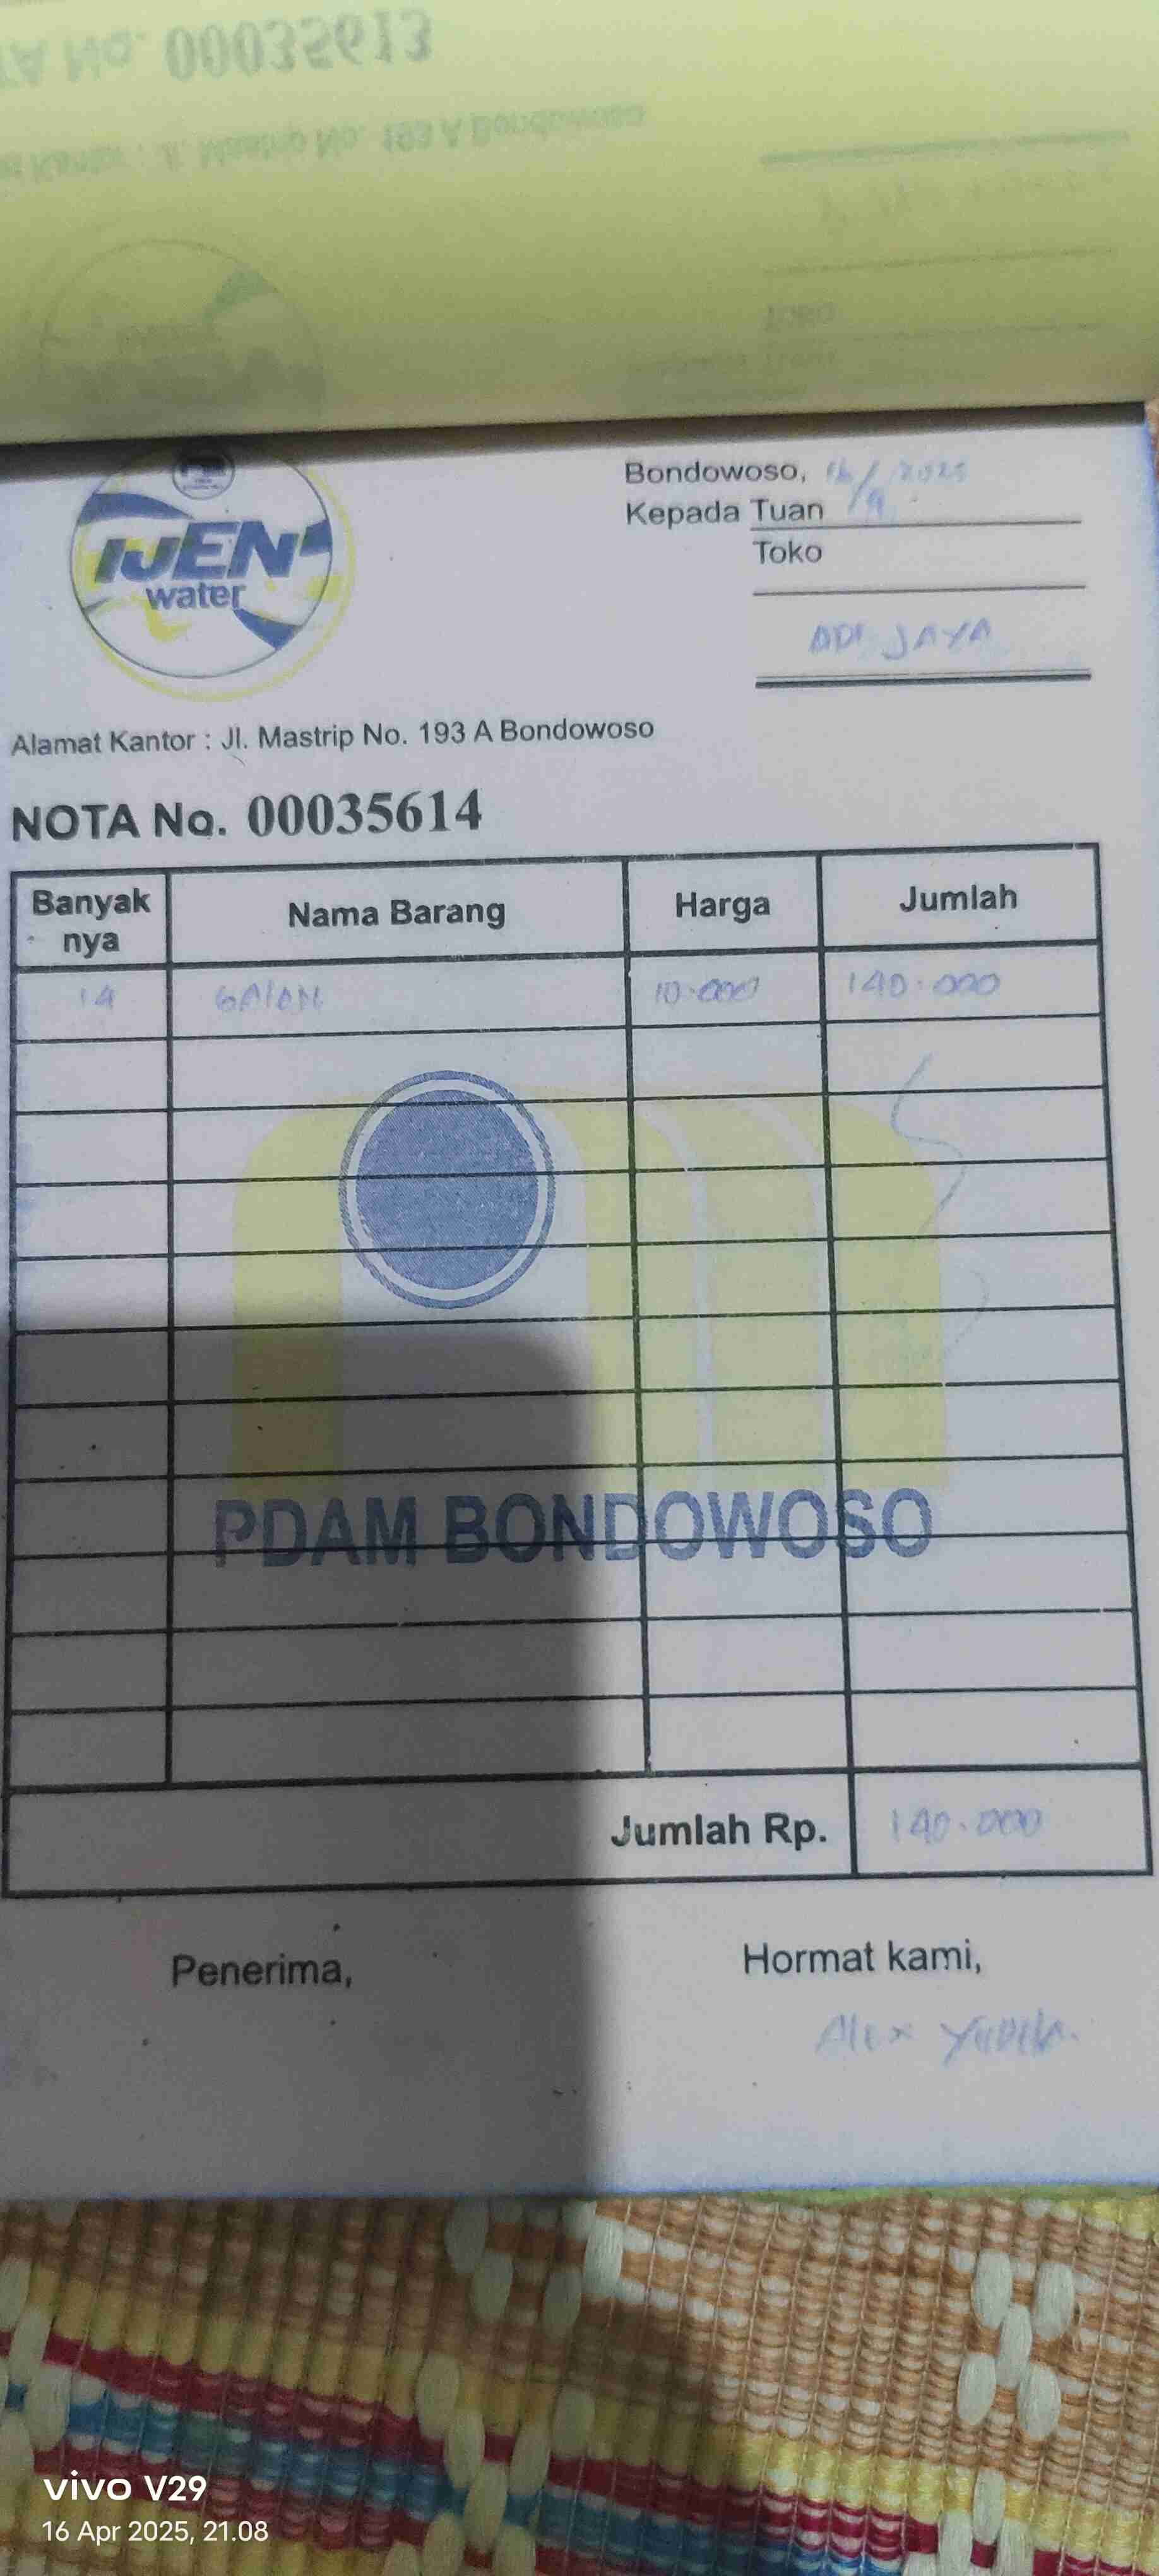 NOTA No. 00035613
Kantor : Jl. Mastrip No. 193 A Bondowoso
IJEN
water
Bondowoso, 16/4 2025
Kepada Tuan
Toko
ADI JAYA
Alamat Kantor : Jl. Mastrip No. 193 A Bondowoso
NOTA No. 00035614
Banyak nya Nama Barang Harga Jumlah
14 GAlON 10.000 140.000
PDAM BONDOWOSO
Jumlah Rp. 140.000
Penerima, Hormat kami,
Alex
vivo V29
16 Apr 2025, 21.08